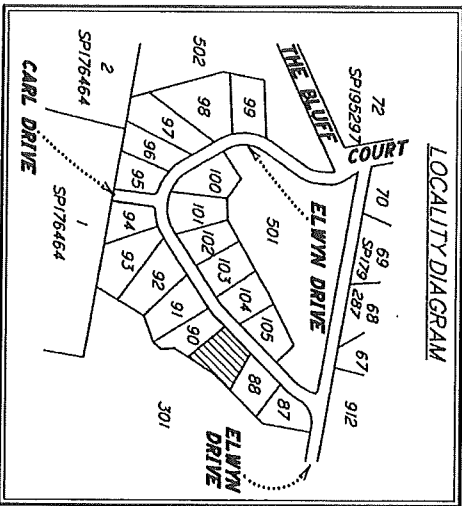 LOCALITY DIAGRAM
72
SP195297
THE BLUFF
COURT
70
69
SP179
287
68
67
912
502
99
98
97
96
95
100
101
102
103
104
105
501
ELWYN DRIVE
2
SP176464
CARL DRIVE
1
SP176464
94
93
92
91
90
88
87
301
ELWYN
DRIVE